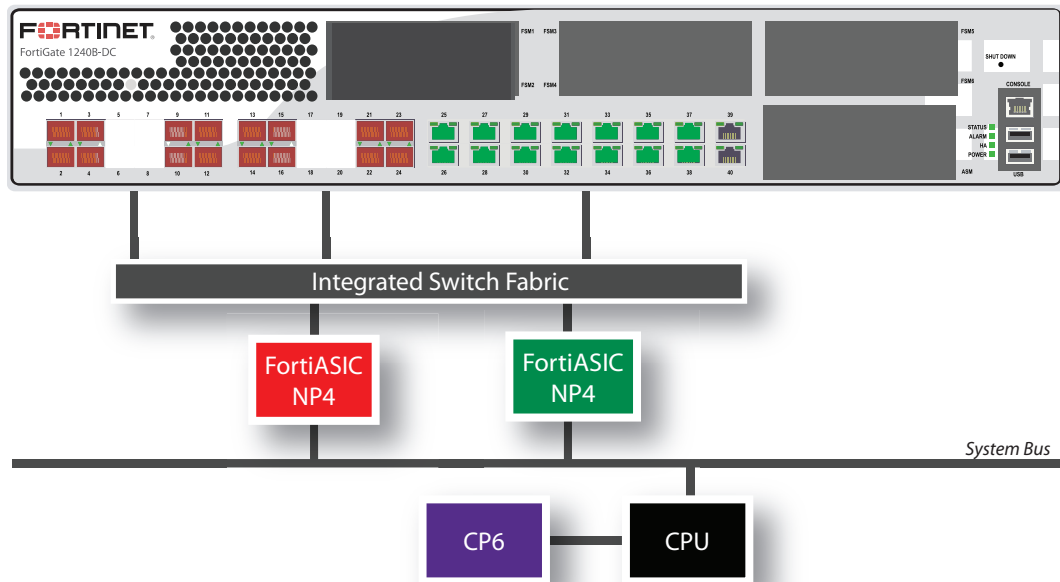 FORTINET
FortiGate 1240B-DC
FSM1 FSM3
FSM2 FSM4
FSM5
FSM6
SHUT DOWN
CONSOLE
1 3 5 7 9 11 13 15 17 19 21 23 25 27 29 31 33 35 37 39
2 4 6 8 10 12 14 16 18 20 22 24 26 28 30 32 34 36 38 40
STATUS
ALARM
HA
POWER
ASM
USB
Integrated Switch Fabric
FortiASIC
NP4
FortiASIC
NP4
System Bus
CP6
CPU